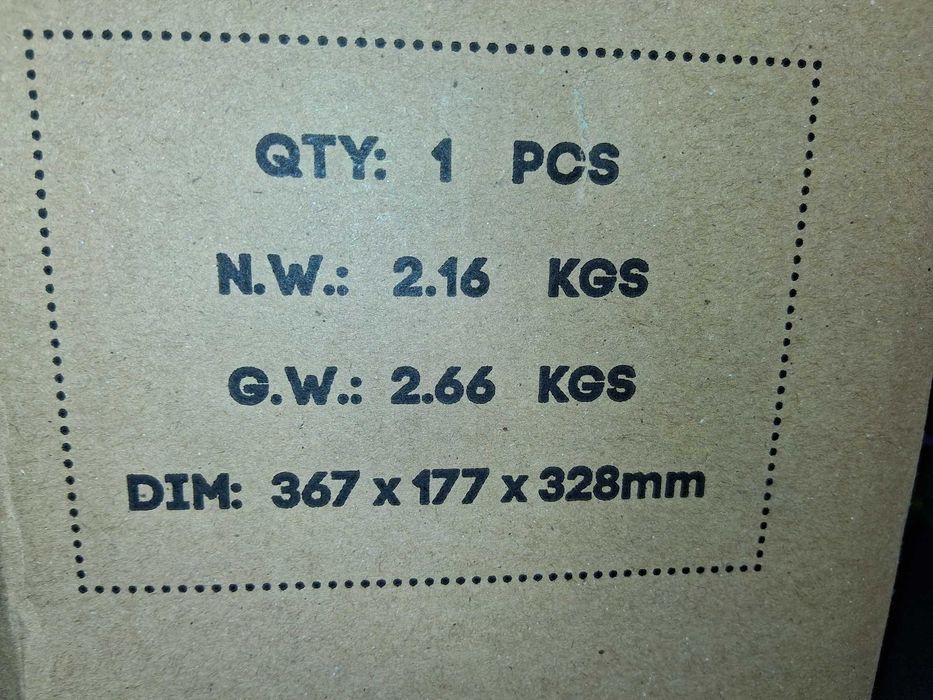 QTY: 1 PCS
N.W.: 2.16 KGS
G.W.: 2.66 KGS
DIM: 367 x 177 x 328mm